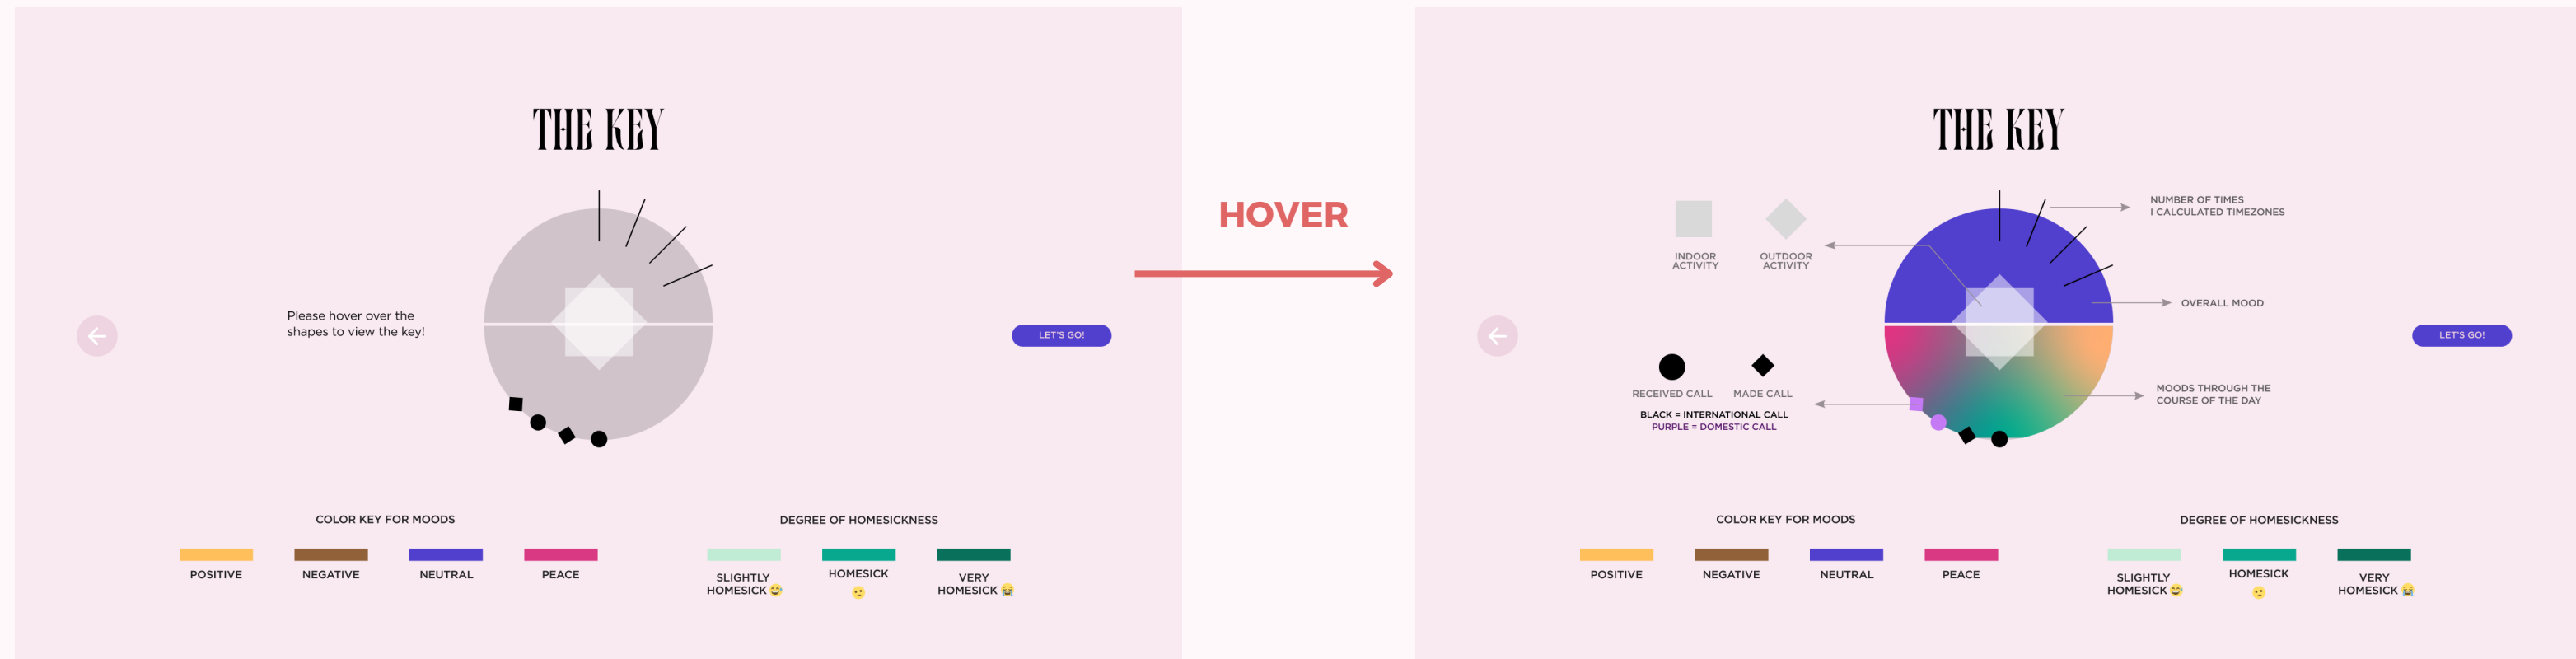 THE KEY
Please hover over the
shapes to view the key!
LET'S GO!
COLOR KEY FOR MOODS
POSITIVE
NEGATIVE
NEUTRAL
PEACE
DEGREE OF HOMESICKNESS
SLIGHTLY
HOMESICK 😅
HOMESICK
🫤
VERY
HOMESICK 😭
HOVER
THE KEY
INDOOR
ACTIVITY
OUTDOOR
ACTIVITY
NUMBER OF TIMES
I CALCULATED TIMEZONES
OVERALL MOOD
RECEIVED CALL
MADE CALL
BLACK = INTERNATIONAL CALL
PURPLE = DOMESTIC CALL
MOODS THROUGH THE
COURSE OF THE DAY
LET'S GO!
COLOR KEY FOR MOODS
POSITIVE
NEGATIVE
NEUTRAL
PEACE
DEGREE OF HOMESICKNESS
SLIGHTLY
HOMESICK 😅
HOMESICK
🫤
VERY
HOMESICK 😭